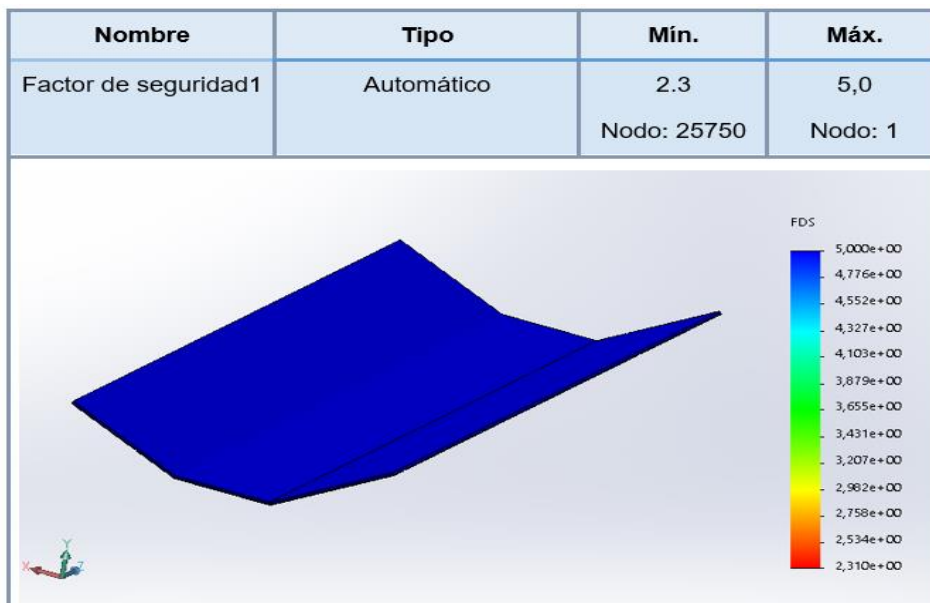 Nombre Tipo Mín. Máx.
Factor de seguridad1 Automático 2.3 5,0
Nodo: 25750 Nodo: 1
FDS
5,000e+00
4,776e+00
4,552e+00
4,327e+00
4,103e+00
3,879e+00
3,655e+00
3,431e+00
3,207e+00
2,982e+00
2,758e+00
2,534e+00
2,310e+00
Y
X
Z